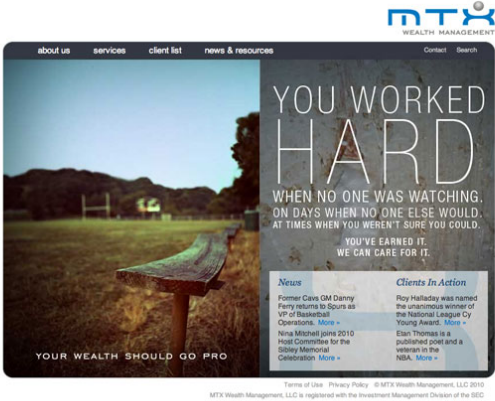 MTX
WEALTH MANAGEMENT
about us services client list news & resources Contact Search
YOU WORKED
HARD
WHEN NO ONE WAS WATCHING.
ON DAYS WHEN NO ONE ELSE WOULD.
AT TIMES WHEN YOU WEREN'T SURE YOU COULD.
YOU'VE EARNED IT.
WE CAN CARE FOR IT.
YOUR WEALTH SHOULD GO PRO
News
Former Cavs GM Danny
Ferry returns to Spurs as
VP of Basketball
Operations. More »
Nina Mitchell joins 2010
Host Committee for the
Sibley Memorial
Celebration More »
Clients In Action
Roy Halladay was named
the unanimous winner of
the National League Cy
Young Award. More »
Etan Thomas is a
published poet and a
veteran in the
NBA. More »
Terms of Use Privacy Policy © MTX Wealth Management, LLC 2010
MTX Wealth Management, LLC is registered with the Investment Management Division of the SEC